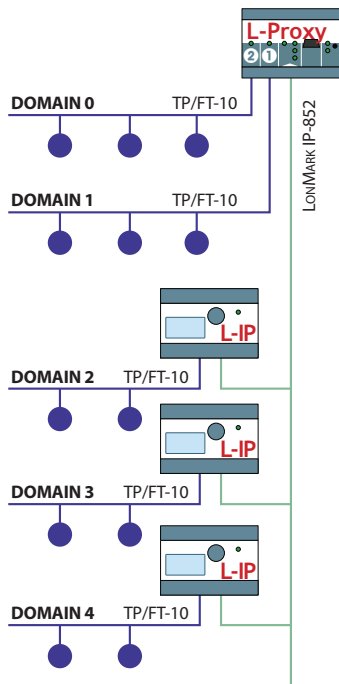 L-Proxy
2 1
DOMAIN 0 TP/FT-10
LONMARK IP-852
DOMAIN 1 TP/FT-10
L-IP
DOMAIN 2 TP/FT-10
L-IP
DOMAIN 3 TP/FT-10
L-IP
DOMAIN 4 TP/FT-10